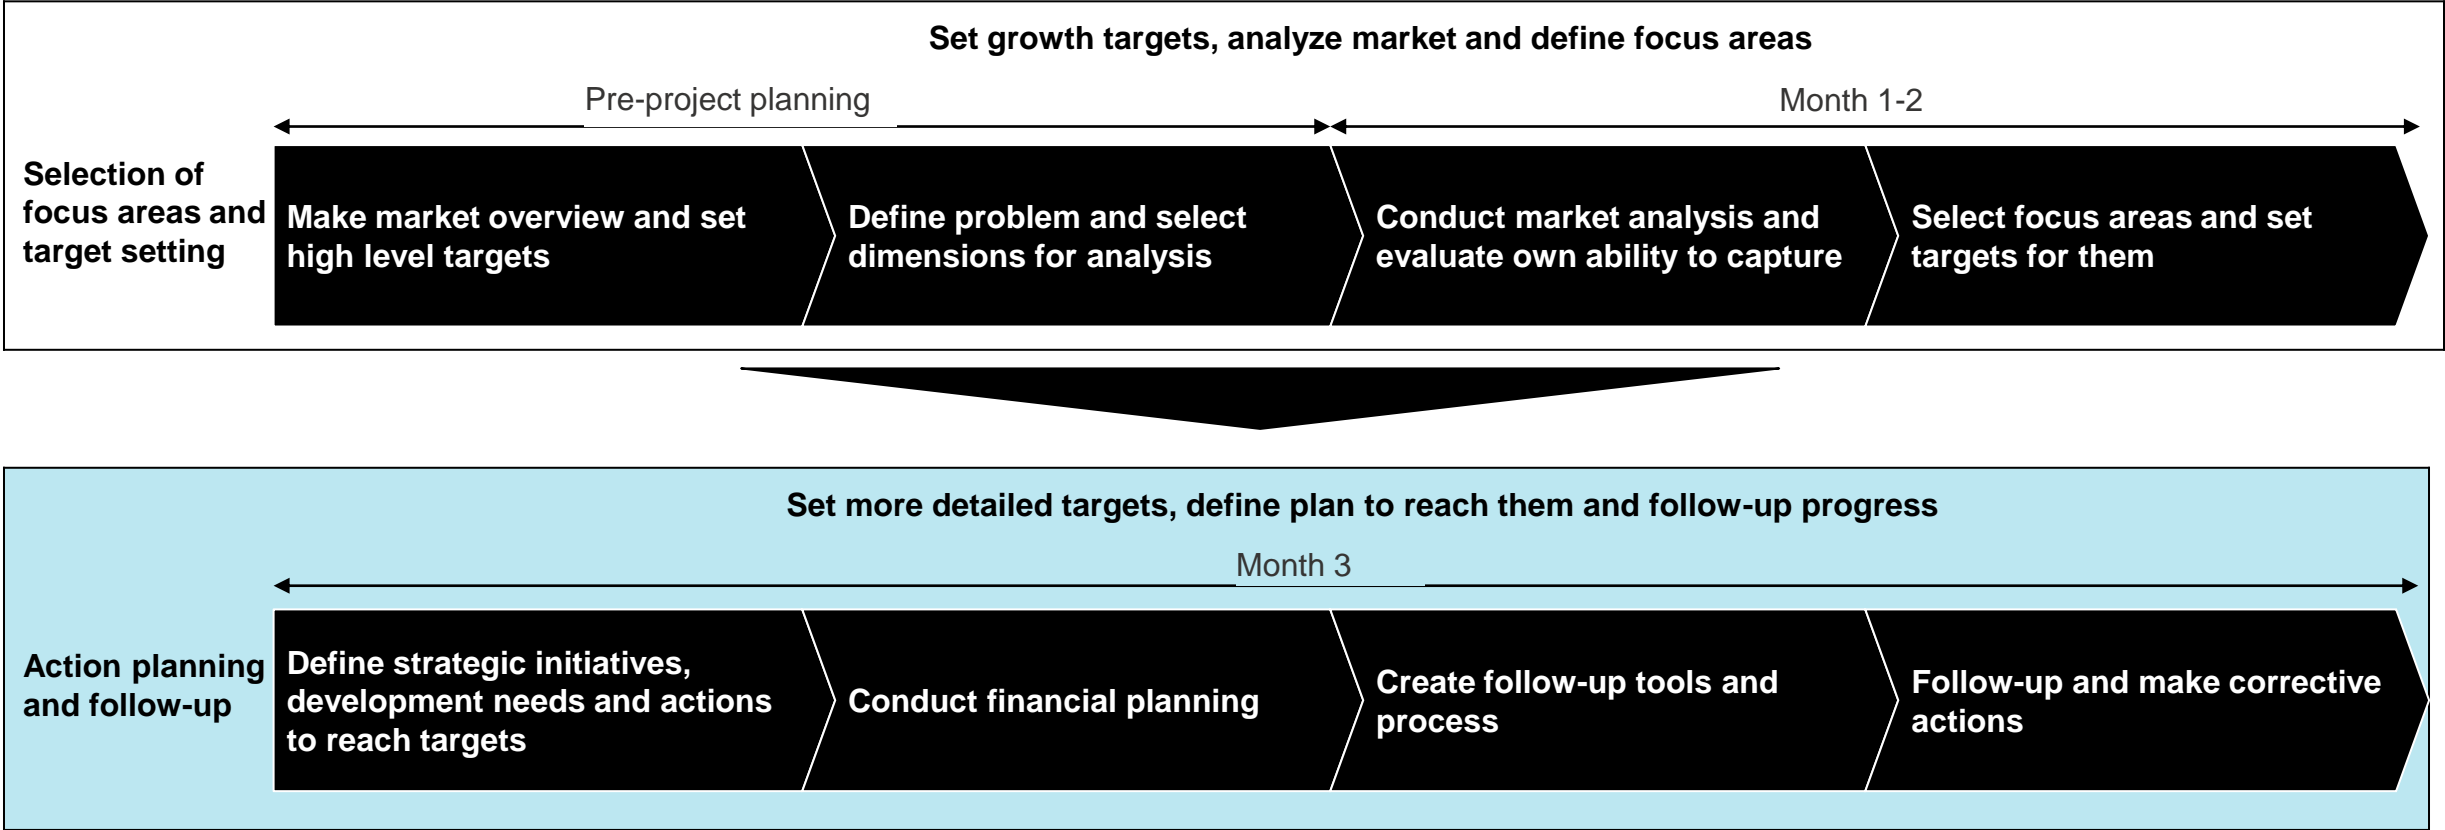 Set growth targets, analyze market and define focus areas
Pre-project planning
Month 1-2
Selection of
focus areas and
target setting
Make market overview and set
high level targets
Define problem and select
dimensions for analysis
Conduct market analysis and
evaluate own ability to capture
Select focus areas and set
targets for them
Set more detailed targets, define plan to reach them and follow-up progress
Month 3
Action planning
and follow-up
Define strategic initiatives,
development needs and actions
to reach targets
Conduct financial planning
Create follow-up tools and
process
Follow-up and make corrective
actions